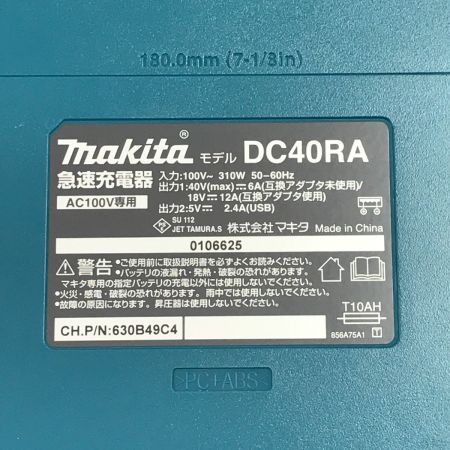 180.0mm (7-1/8in)
makita® モデル DC40RA
急速充電器
AC100V専用
入力:100V~ 310W 50-60Hz
出力1:40V(max)⎓6A(互換アダプタ未使用)/
18V⎓12A(互換アダプタ使用)
出力2:5V⎓ 2.4A(USB)
PS E SU 112
JET TAMURA.S 株式会社マキタ Made in China
0106625
⚠警告 •ご使用前に取扱説明書を必ずよくお読みください。
•バッテリの液漏れ・発熱・破裂の恐れがあります。
マキタ専用の指定バッテリの充電以外には使用しないでください。
•火災・感電の恐れがあります。雨中では使用しないでください。
•故障の原因になります。昇圧器は使用しないでください。
T10AH
CH.P/N:630B49C4
856A75A1 T
PC+ABS